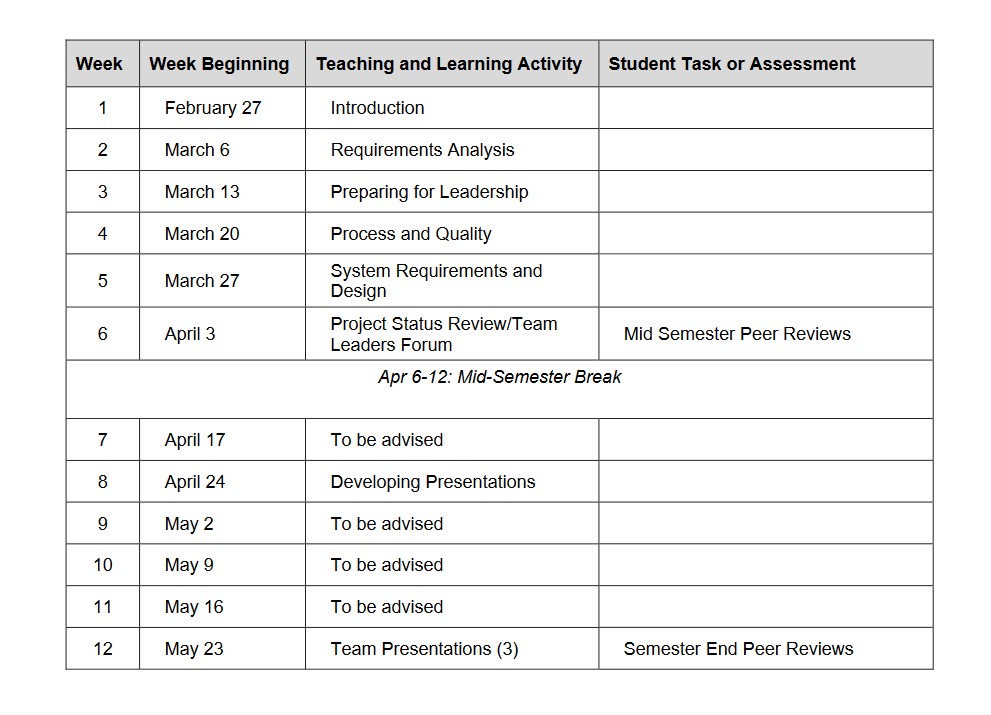 Week Week Beginning Teaching and Learning Activity Student Task or Assessment
1 February 27 Introduction
2 March 6 Requirements Analysis
3 March 13 Preparing for Leadership
4 March 20 Process and Quality
5 March 27 System Requirements and
Design
6 April 3 Project Status Review/Team
Leaders Forum Mid Semester Peer Reviews
Apr 6-12: Mid-Semester Break
7 April 17 To be advised
8 April 24 Developing Presentations
9 May 2 To be advised
10 May 9 To be advised
11 May 16 To be advised
12 May 23 Team Presentations (3) Semester End Peer Reviews